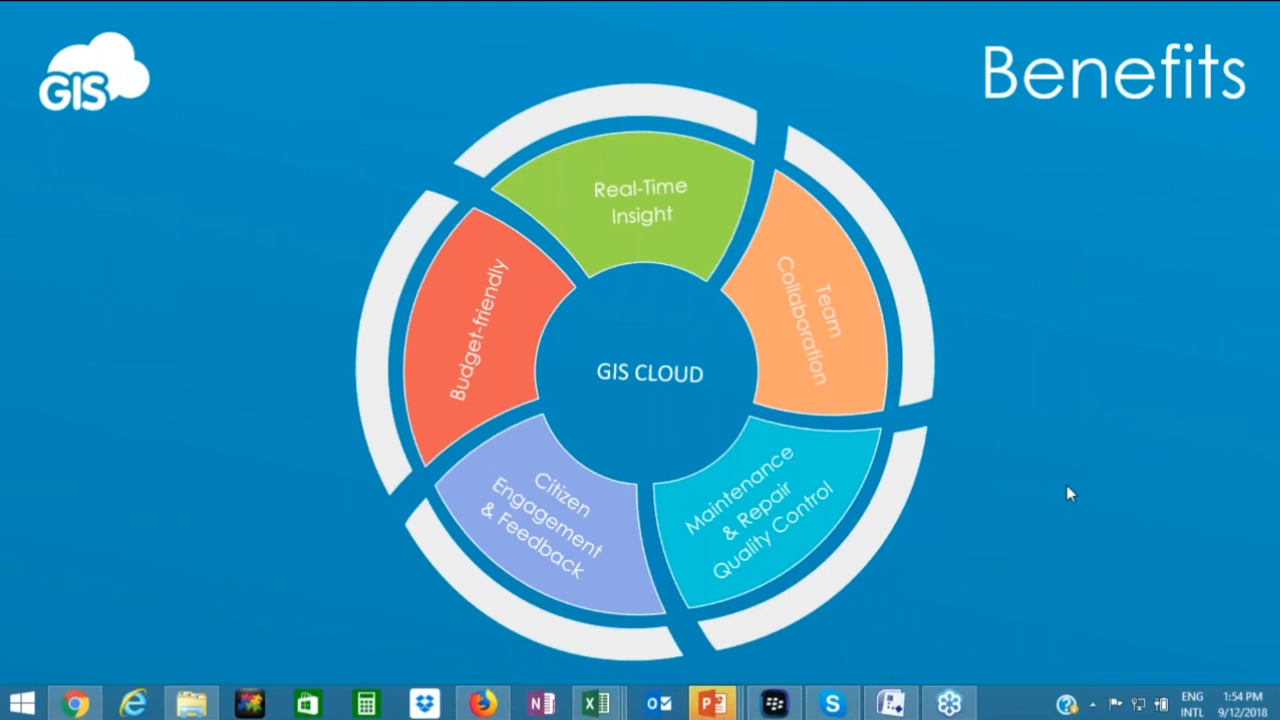 GIS
Benefits
Real-Time
Insight
Team
Collaboration
Maintenance
& Repair
Quality Control
Citizen
Engagement
& Feedback
Budget-friendly
GIS CLOUD
ENG
INTL
1:54 PM
9/12/2018